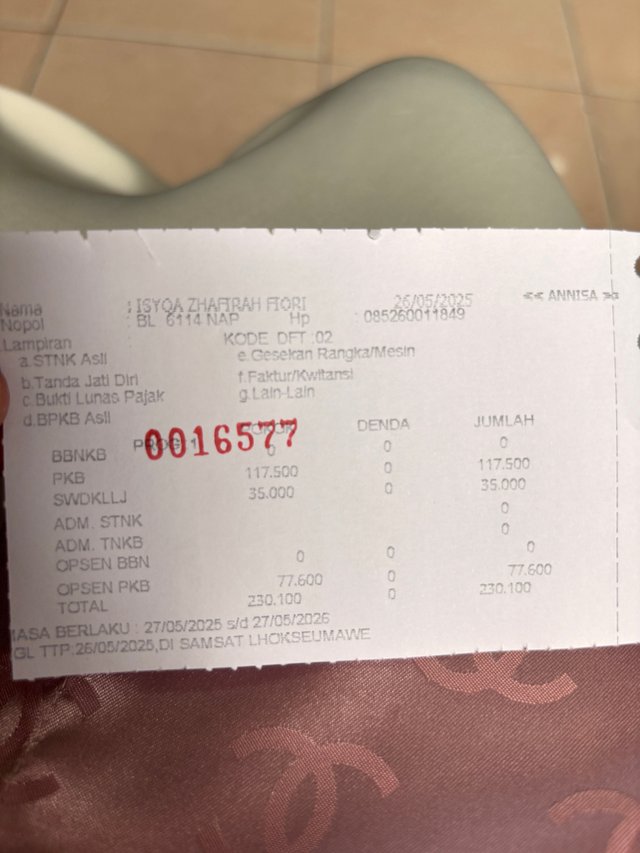 Nama : ISYQA ZHAFIRAH FIORI 26/05/2025 << ANNISA >>
Nopol : BL 6114 NAP Hp : 085260011849
Lampiran : KODE DFT :02
a.STNK Asli e.Gesekan Rangka/Mesin
b.Tanda Jati Diri f.Faktur/Kwitansi
c.Bukti Lunas Pajak g.Lain-Lain
d.BPKB Asli
0016577
POKOK DENDA JUMLAH
BBNKB 0 0 0
PKB 117.500 0 117.500
SWDKLLJ 35.000 0 35.000
ADM. STNK 0
ADM. TNKB 0
OPSEN BBN 0 0 0
OPSEN PKB 77.600 0 77.600
TOTAL 230.100 0 230.100
MASA BERLAKU : 27/05/2025 s/d 27/05/2026
GL TTP:26/05/2025,DI SAMSAT LHOKSEUMAWE